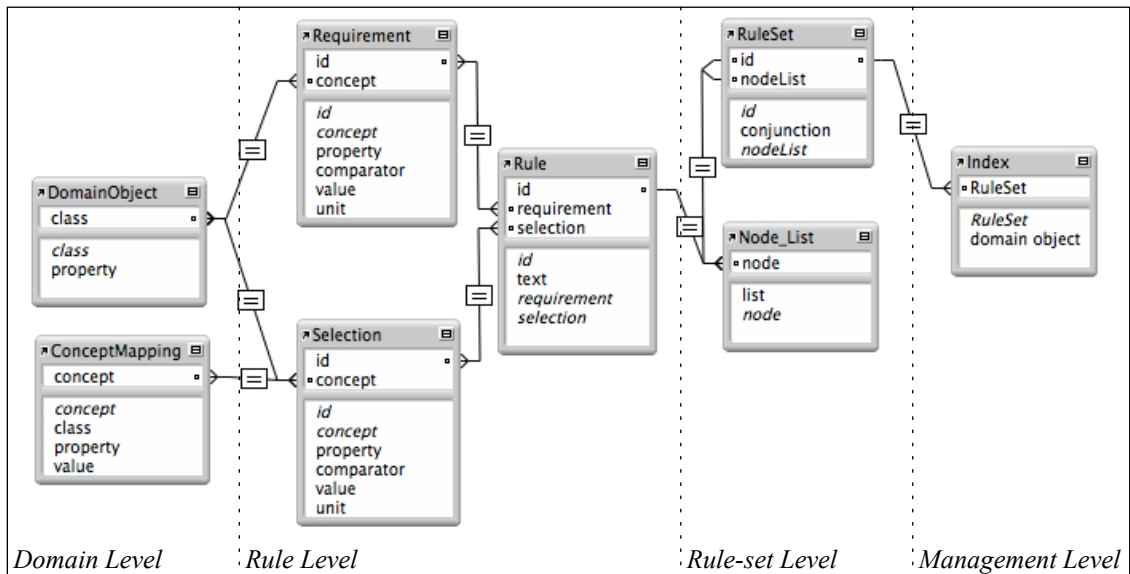 Requirement
id
concept
id
concept
property
comparator
value
unit
DomainObject
class
class
property
ConceptMapping
concept
concept
class
property
value
Selection
id
concept
id
concept
property
comparator
value
unit
Rule
id
requirement
selection
id
text
requirement
selection
RuleSet
id
nodeList
id
conjunction
nodeList
Node_List
node
list
node
Index
RuleSet
RuleSet
domain object
Domain Level
Rule Level
Rule-set Level
Management Level